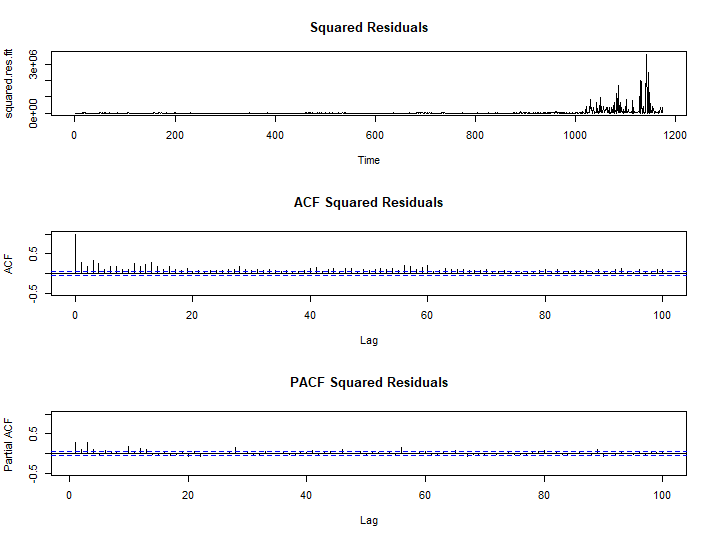 Squared Residuals
squared.res.fit
0e+00 3e+06
0 200 400 600 800 1000 1200
Time
ACF Squared Residuals
ACF
-0.5 0.5
0 20 40 60 80 100
Lag
PACF Squared Residuals
Partial ACF
-0.5 0.5
0 20 40 60 80 100
Lag